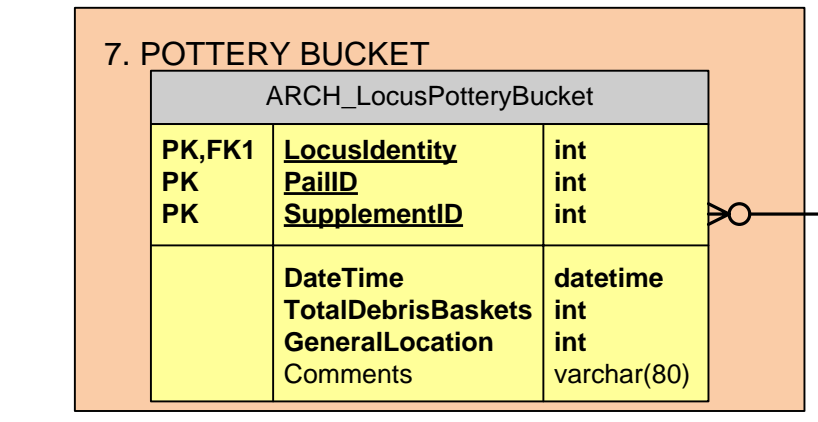 7. POTTERY BUCKET
ARCH_LocusPotteryBucket
PK,FK1 LocusIdentity int
PK PailID int
PK SupplementID int
DateTime datetime
TotalDebrisBaskets int
GeneralLocation int
Comments varchar(80)